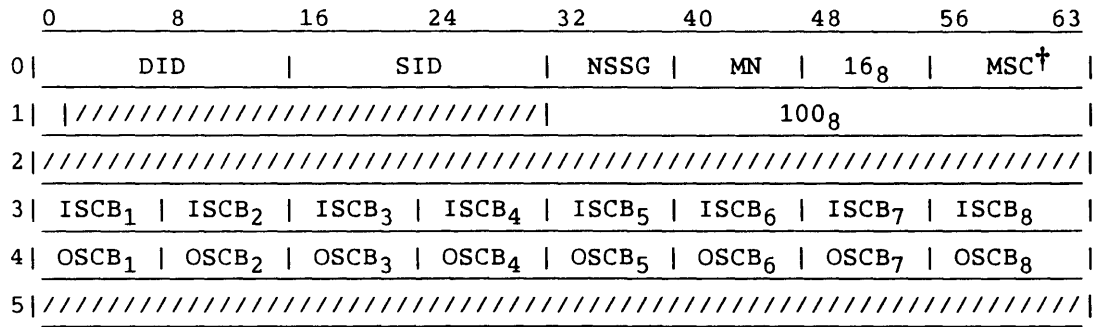 0 8 16 24 32 40 48 56 63
0| DID | SID | NSSG | MN | 16₈ | MSC† |
1| |/////////////////////////////| 100₈ |
2|/////////////////////////////////////////////////////////////////|
3| ISCB₁ | ISCB₂ | ISCB₃ | ISCB₄ | ISCB₅ | ISCB₆ | ISCB₇ | ISCB₈ |
4| OSCB₁ | OSCB₂ | OSCB₃ | OSCB₄ | OSCB₅ | OSCB₆ | OSCB₇ | OSCB₈ |
5|/////////////////////////////////////////////////////////////////|